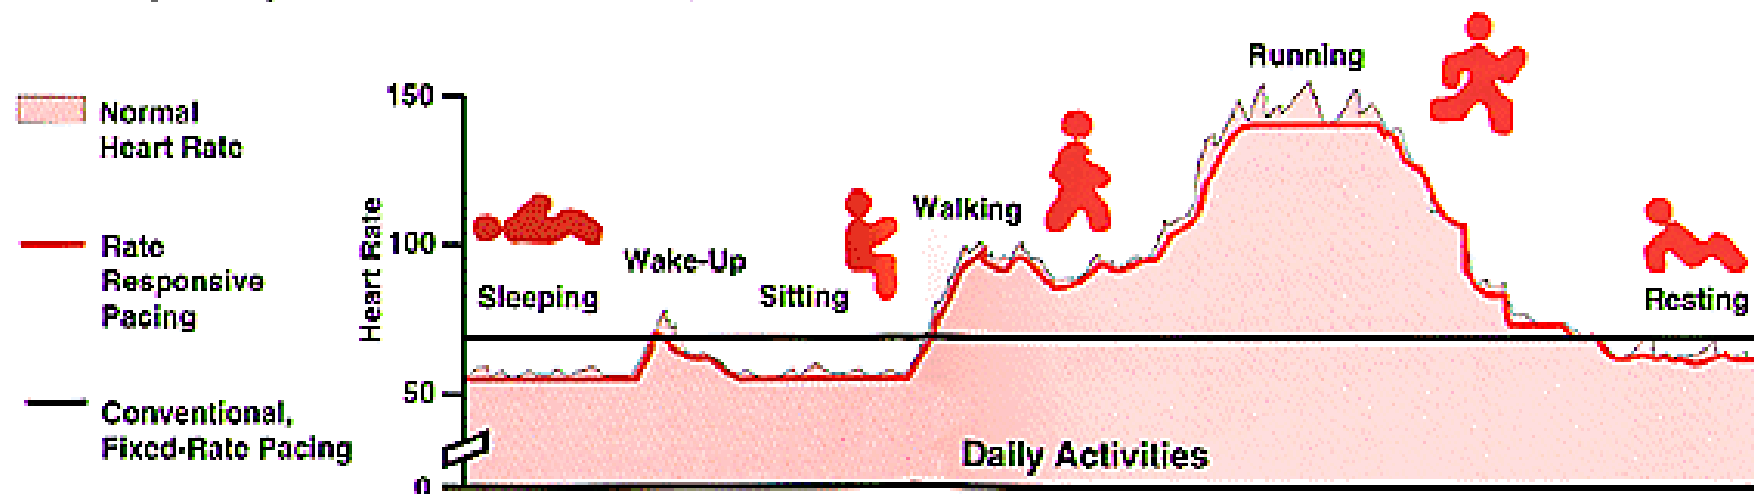 Normal
Heart Rate
Rate
Responsive
Pacing
Conventional,
Fixed-Rate Pacing
Heart Rate
150
100
50
0
Sleeping
Wake-Up
Sitting
Walking
Running
Resting
Daily Activities